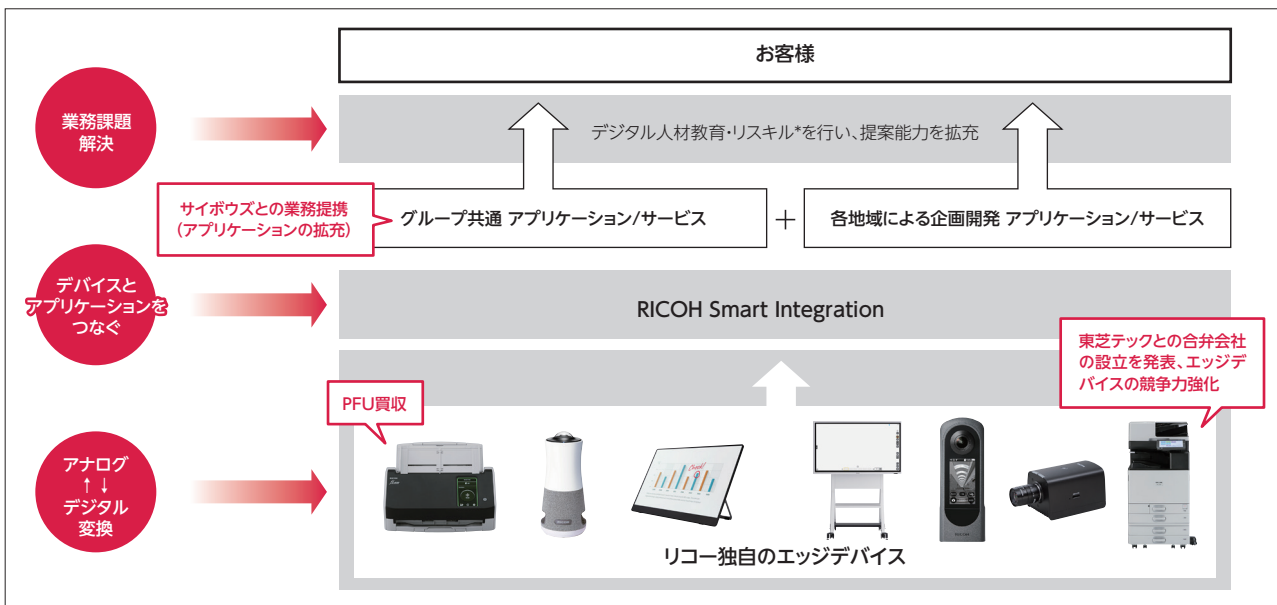 お客様
業務課題
解決
デジタル人材教育・リスキル*を行い、提案能力を拡充
サイボウズとの業務提携
(アプリケーションの拡充)
グループ共通 アプリケーション/サービス
+
各地域による企画開発 アプリケーション/サービス
デバイスと
アプリケーションを
つなぐ
RICOH Smart Integration
東芝テックとの合弁会社
の設立を発表、エッジデ
バイスの競争力強化
PFU買収
アナログ
↑↓
デジタル
変換
Check!
RICOH
リコー独自のエッジデバイス